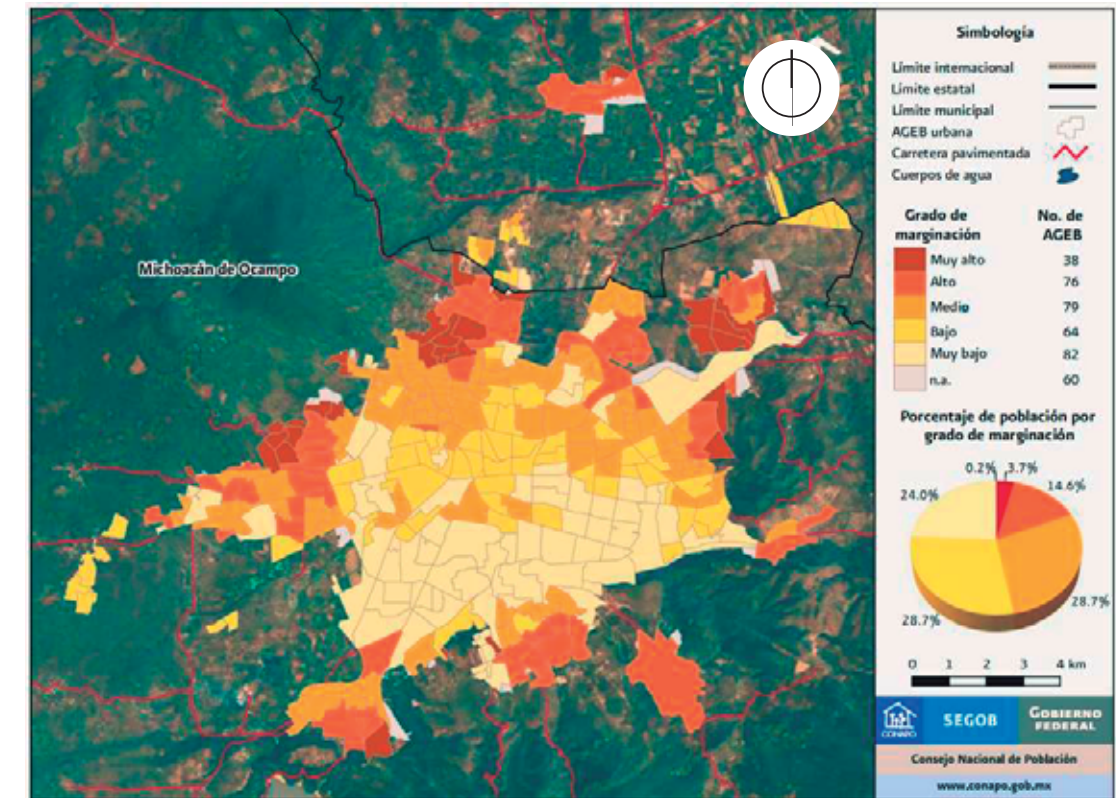 Michoacán de Ocampo
Simbología
Límite internacional
Límite estatal
Límite municipal
AGEB urbana
Carretera pavimentada
Cuerpos de agua
Grado de marginación
No. de AGEB
Muy alto 38
Alto 76
Medio 79
Bajo 64
Muy bajo 82
n.a. 60
Porcentaje de población por
grado de marginación
0.2% 3.7%
24.0% 14.6%
28.7%
28.7%
0 1 2 3 4 km
CONAPO
SEGOB
GOBIERNO
FEDERAL
Consejo Nacional de Población
www.conapo.gob.mx